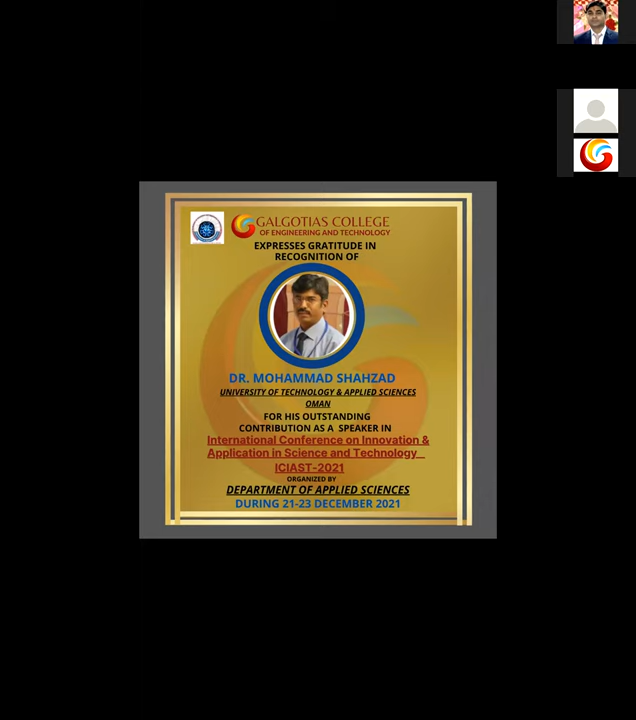 GALGOTIAS COLLEGE
OF ENGINEERING AND TECHNOLOGY
EXPRESSES GRATITUDE IN
RECOGNITION OF
DR. MOHAMMAD SHAHZAD
UNIVERSITY OF TECHNOLOGY & APPLIED SCIENCES
OMAN
FOR HIS OUTSTANDING
CONTRIBUTION AS A SPEAKER IN
International Conference on Innovation &
Application in Science and Technology
ICIAST-2021
ORGANIZED BY
DEPARTMENT OF APPLIED SCIENCES
DURING 21-23 DECEMBER 2021